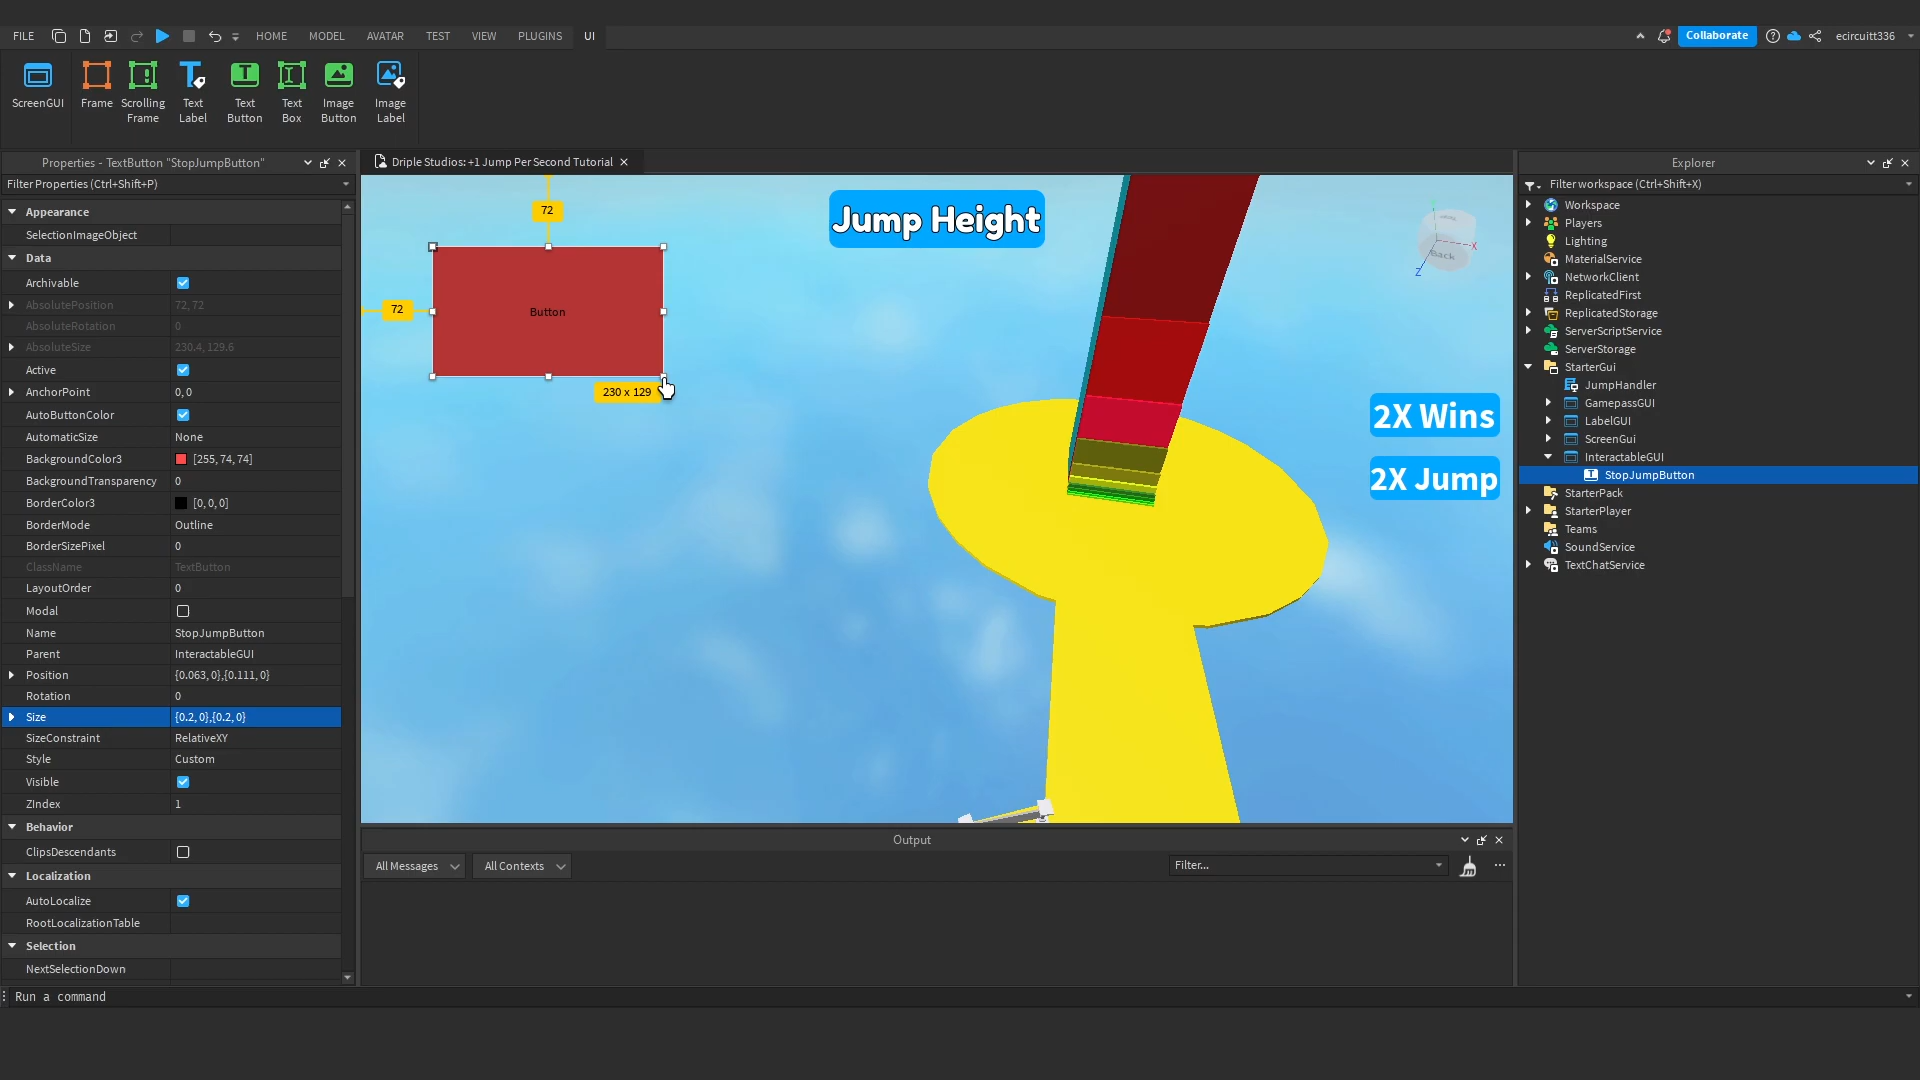 FILE HOME MODEL AVATAR TEST VIEW PLUGINS UI Collaborate ecircuitt336
ScreenGUI Frame Scrolling Frame Text Label Text Button Text Box Image Button Image Label
Properties - TextButton "StopJumpButton"
Filter Properties (Ctrl+Shift+P)
Appearance
SelectionImageObject
Data
Archivable
AbsolutePosition 72, 72
AbsoluteRotation 0
AbsoluteSize 230.4, 129.6
Active
AnchorPoint 0, 0
AutoButtonColor
AutomaticSize None
BackgroundColor3 [255, 74, 74]
BackgroundTransparency 0
BorderColor3 [0, 0, 0]
BorderMode Outline
BorderSizePixel 0
ClassName TextButton
LayoutOrder 0
Modal
Name StopJumpButton
Parent InteractableGUI
Position {0.063, 0},{0.111, 0}
Rotation 0
Size {0.2, 0},{0.2, 0}
SizeConstraint RelativeXY
Style Custom
Visible
ZIndex 1
Behavior
ClipsDescendants
Localization
AutoLocalize
RootLocalizationTable
Selection
NextSelectionDown
Driple Studios: +1 Jump Per Second Tutorial
72
Jump Height
72
Button
230 x 129
Back
X
Z
2X Wins
2X Jump
Output
All Messages All Contexts Filter...
Explorer
Filter workspace (Ctrl+Shift+X)
Workspace
Players
Lighting
MaterialService
NetworkClient
ReplicatedFirst
ReplicatedStorage
ServerScriptService
ServerStorage
StarterGui
JumpHandler
GamepassGUI
LabelGUI
ScreenGui
InteractableGUI
StopJumpButton
StarterPack
StarterPlayer
Teams
SoundService
TextChatService
Run a command